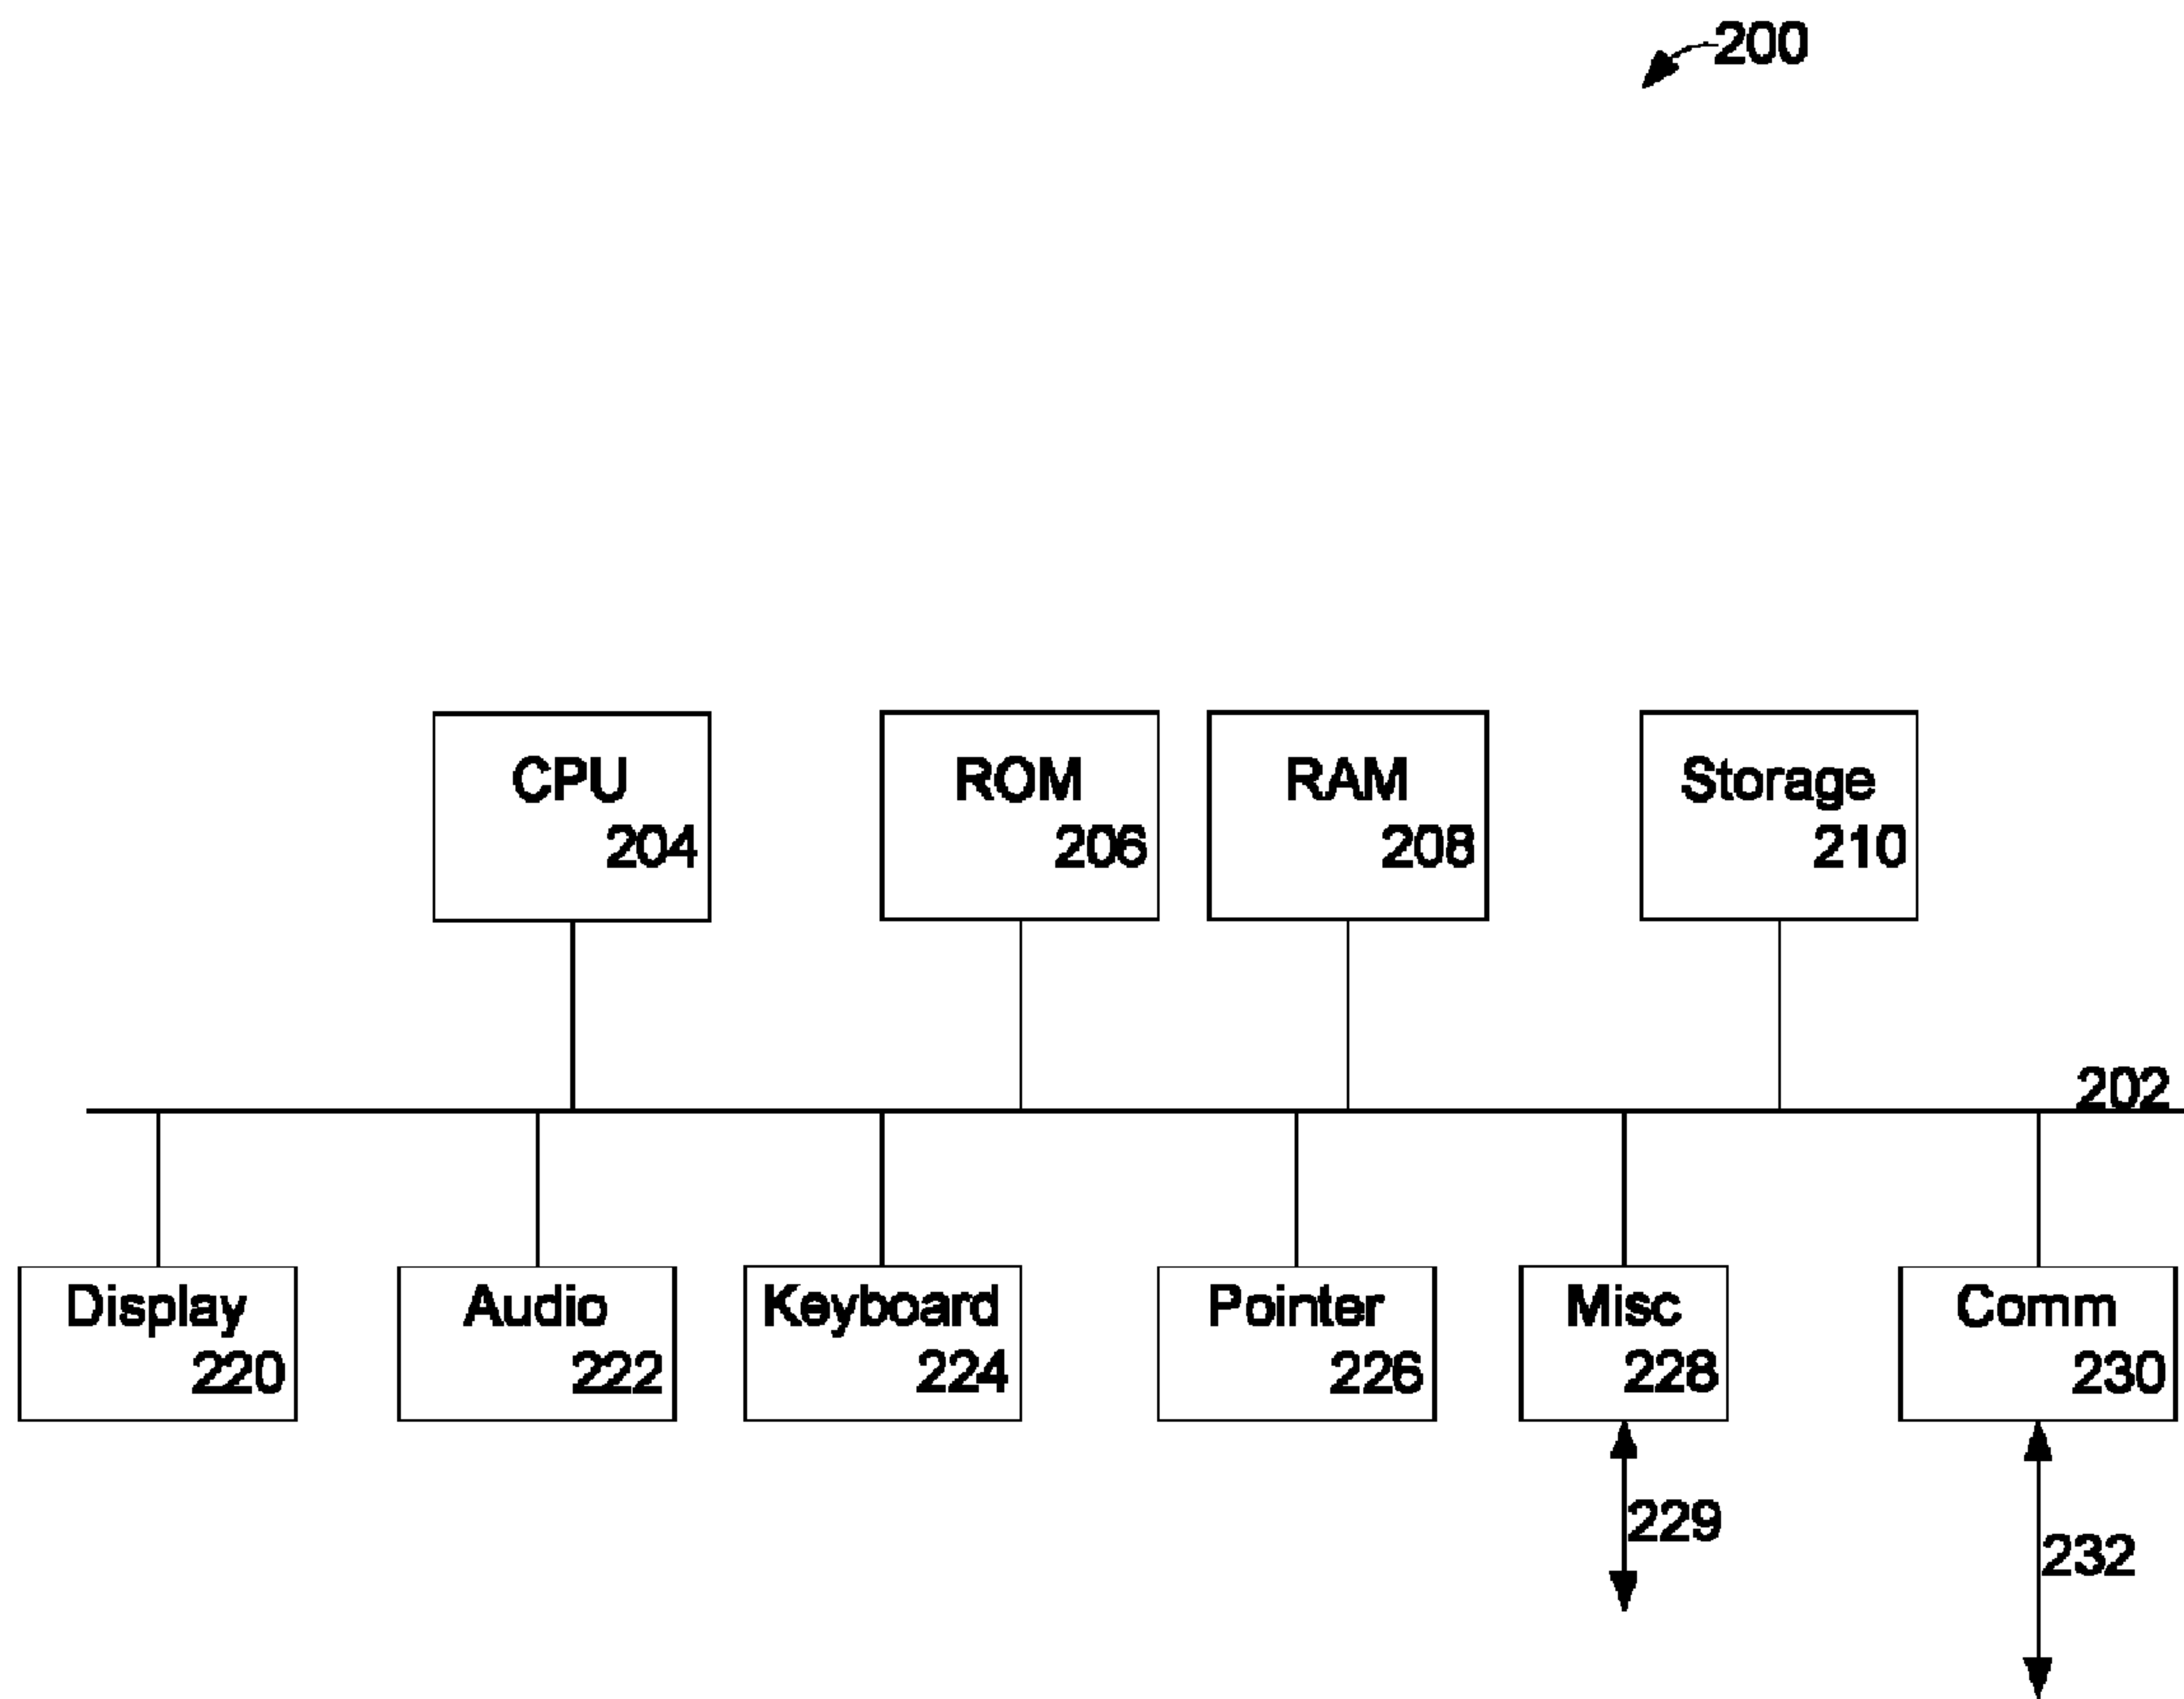 200
CPU
204
ROM
206
RAM
208
Storage
210
202
Display
220
Audio
222
Keyboard
224
Pointer
226
Misc
228
Comm
230
229
232